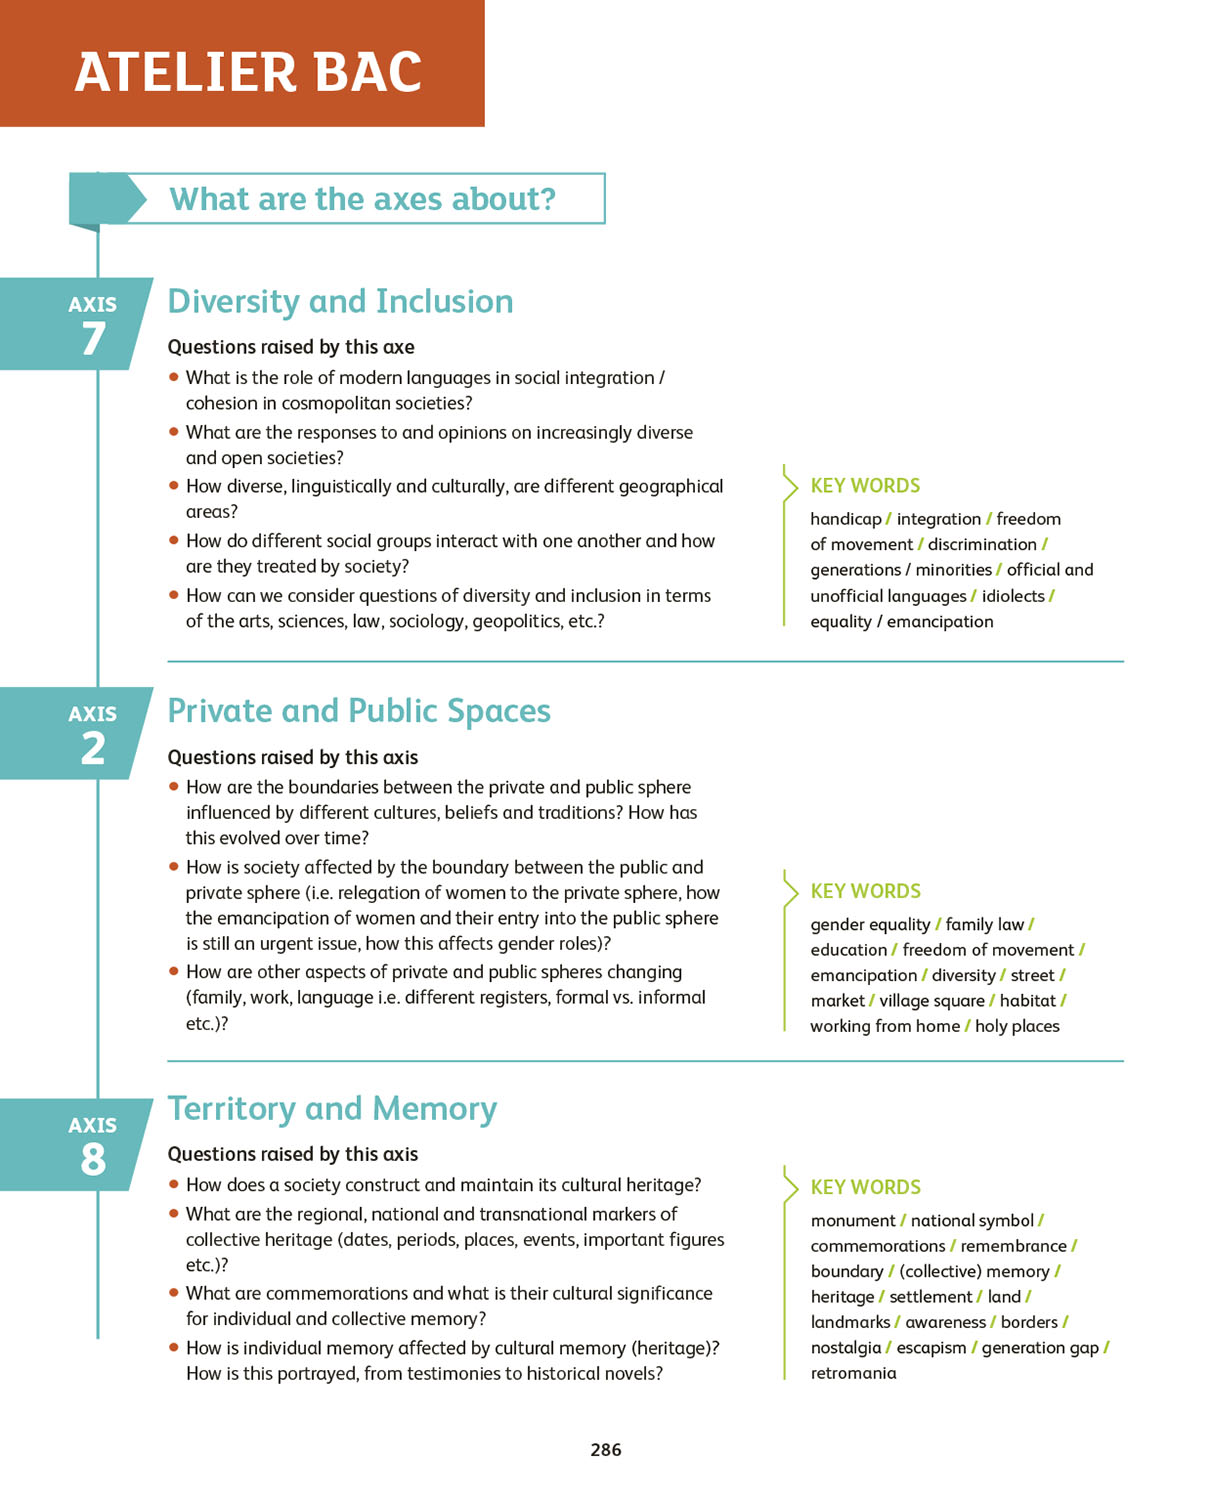 ATELIER BAC
What are the axes about?
AXIS
7
Diversity and Inclusion
Questions raised by this axe
• What is the role of modern languages in social integration /
cohesion in cosmopolitan societies?
• What are the responses to and opinions on increasingly diverse
and open societies?
• How diverse, linguistically and culturally, are different geographical
areas?
• How do different social groups interact with one another and how
are they treated by society?
• How can we consider questions of diversity and inclusion in terms
of the arts, sciences, law, sociology, geopolitics, etc.?
KEY WORDS
handicap / integration / freedom
of movement / discrimination /
generations / minorities / official and
unofficial languages / idiolects /
equality / emancipation
AXIS
2
Private and Public Spaces
Questions raised by this axis
• How are the boundaries between the private and public sphere
influenced by different cultures, beliefs and traditions? How has
this evolved over time?
• How is society affected by the boundary between the public and
private sphere (i.e. relegation of women to the private sphere, how
the emancipation of women and their entry into the public sphere
is still an urgent issue, how this affects gender roles)?
• How are other aspects of private and public spheres changing
(family, work, language i.e. different registers, formal vs. informal
etc.)?
KEY WORDS
gender equality / family law /
education / freedom of movement /
emancipation / diversity / street /
market / village square / habitat /
working from home / holy places
AXIS
8
Territory and Memory
Questions raised by this axis
• How does a society construct and maintain its cultural heritage?
• What are the regional, national and transnational markers of
collective heritage (dates, periods, places, events, important figures
etc.)?
• What are commemorations and what is their cultural significance
for individual and collective memory?
• How is individual memory affected by cultural memory (heritage)?
How is this portrayed, from testimonies to historical novels?
KEY WORDS
monument / national symbol /
commemorations / remembrance /
boundary / (collective) memory /
heritage / settlement / land /
landmarks / awareness / borders /
nostalgia / escapism / generation gap /
retromania
286